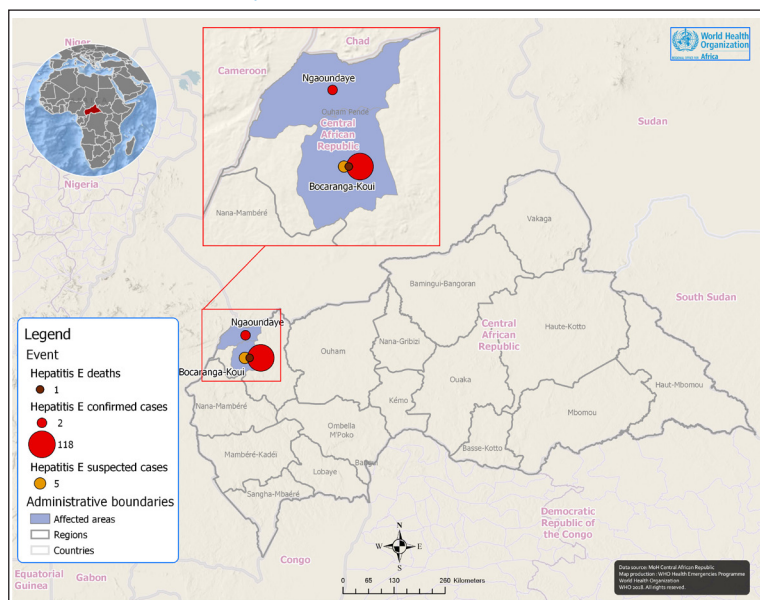 Niger
Chad
Cameroon
Ngaoundaye
Ouham Pendé
Central
African
Republic
Bocaranga-Koui
Nana-Mambéré
World Health
Organization
Africa
Sudan
Nigeria
Vakaga
Bamingui-Bangoran
South Sudan
Ngaoundaye
Ouham
Nana-Gribizi
Central
African
Republic
Haute-Kotto
Bocaranga-Koui
Ouaka
Haut-Mbomou
Nana-Mambéré
Kémo
Mbomou
Ombella
M'Poko
Basse-Kotto
Mambéré-Kadéi
Lobaye
Bangui
Sangha-Mbaéré
Democratic
Republic of
the Congo
Congo
Equatorial
Guinea
Gabon
Legend
Event
Hepatitis E deaths
1
Hepatitis E confirmed cases
2
118
Hepatitis E suspected cases
5
Administrative boundaries
Affected areas
Regions
Countries
N
W E
S
0 65 130 260 Kilometers
Data source: MoH Central African Republic
Map production : WHO Health Emergencies Programme
World Health Organization
WHO 2018. All rights reserved.